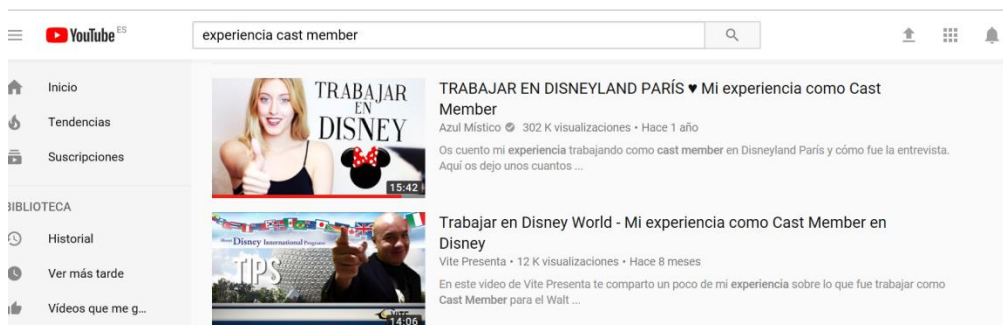 YouTube ES
experiencia cast member
Inicio
Tendencias
Suscripciones
BIBLIOTECA
Historial
Ver más tarde
Vídeos que me g...
TRABAJAR
EN
DISNEY
15:42
TRABAJAR EN DISNEYLAND PARÍS ♥ Mi experiencia como Cast
Member
Azul Místico 302 K visualizaciones • Hace 1 año
Os cuento mi experiencia trabajando como cast member en Disneyland París y cómo fue la entrevista.
Aquí os dejo unos cuantos ...
Disney International Programs
TIPS
VITE
14:06
Trabajar en Disney World - Mi experiencia como Cast Member en
Disney
Vite Presenta • 12 K visualizaciones • Hace 8 meses
En este video de Vite Presenta te comparto un poco de mi experiencia sobre lo que fue trabajar como
Cast Member para el Walt ...